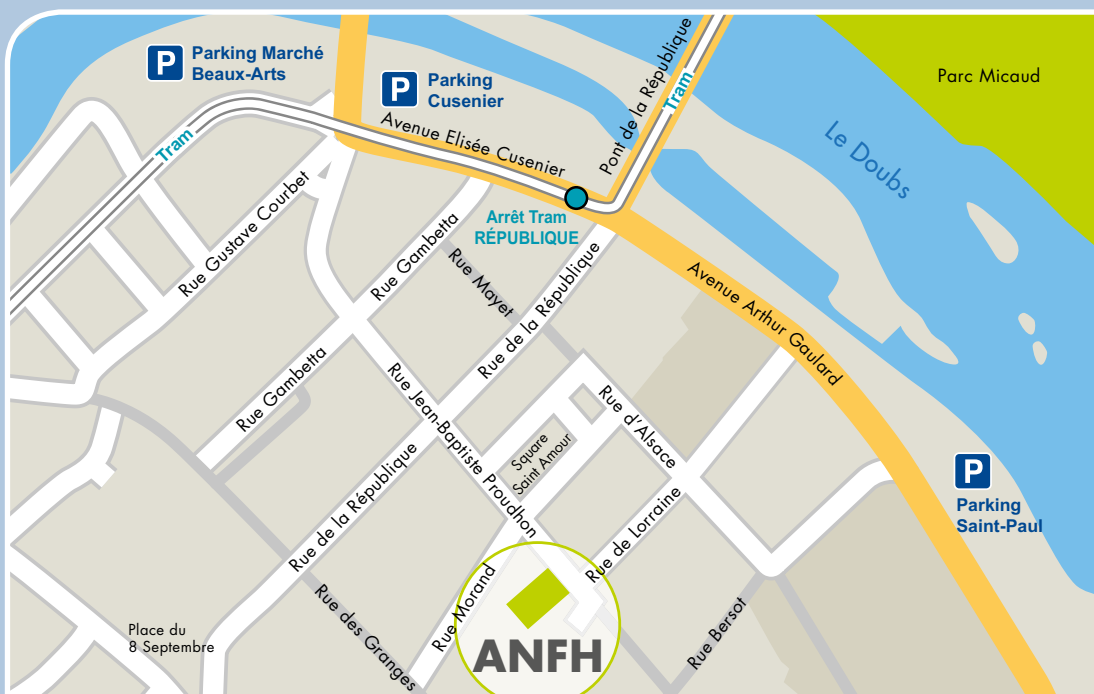 P
Parking Marché
Beaux-Arts
P
Parking
Cusenier
Parc Micaud
Pont de la République
Tram
Le Doubs
Tram
Avenue Elisée Cusenier
Arrêt Tram
RÉPUBLIQUE
Rue Gustave Courbet
Rue Gambetta
Rue Mayet
Rue de la République
Avenue Arthur Gaulard
Rue Gambetta
Rue Jean-Baptiste Proudhon
Rue d'Alsace
Square
Saint Amour
Rue de la République
Rue de Lorraine
P
Parking
Saint-Paul
Rue des Granges
Rue Morand
Rue Bersot
Place du
8 Septembre
ANFH